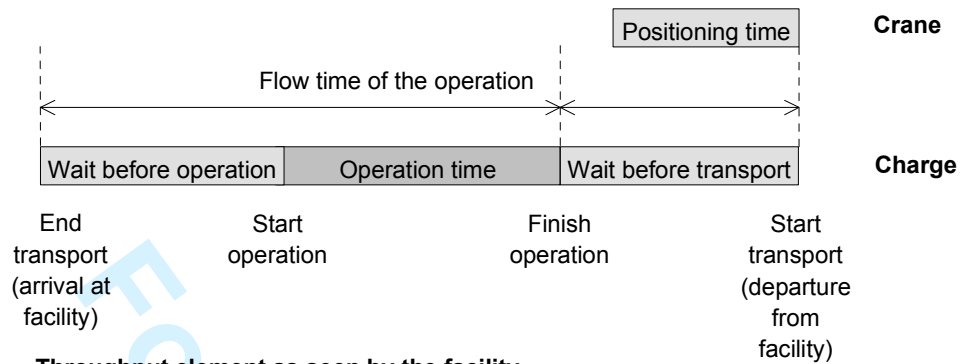 Positioning time
Crane
Flow time of the operation
Wait before operation
Operation time
Wait before transport
Charge
End
transport
(arrival at
facility)
Start
operation
Finish
operation
Start
transport
(departure
from
facility)
Throughput element as seen by the facility
Fo